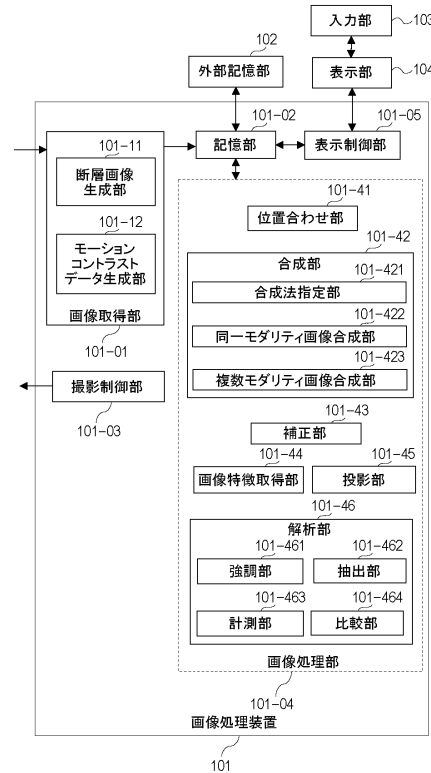 入力部
103
102
表示部
104
外部記憶部
101-02
101-05
101-11
記憶部
表示制御部
断層画像
生成部
101-12
モーション
コントラスト
データ生成部
画像取得部
101-01
撮影制御部
101-03
101-41
位置合わせ部
101-42
合成部
101-421
合成法指定部
101-422
同一モダリティ画像合成部
101-423
複数モダリティ画像合成部
101-43
補正部
101-44
101-45
画像特徴取得部
投影部
101-46
解析部
101-461
101-462
強調部
抽出部
101-463
101-464
計測部
比較部
画像処理部
101-04
画像処理装置
101